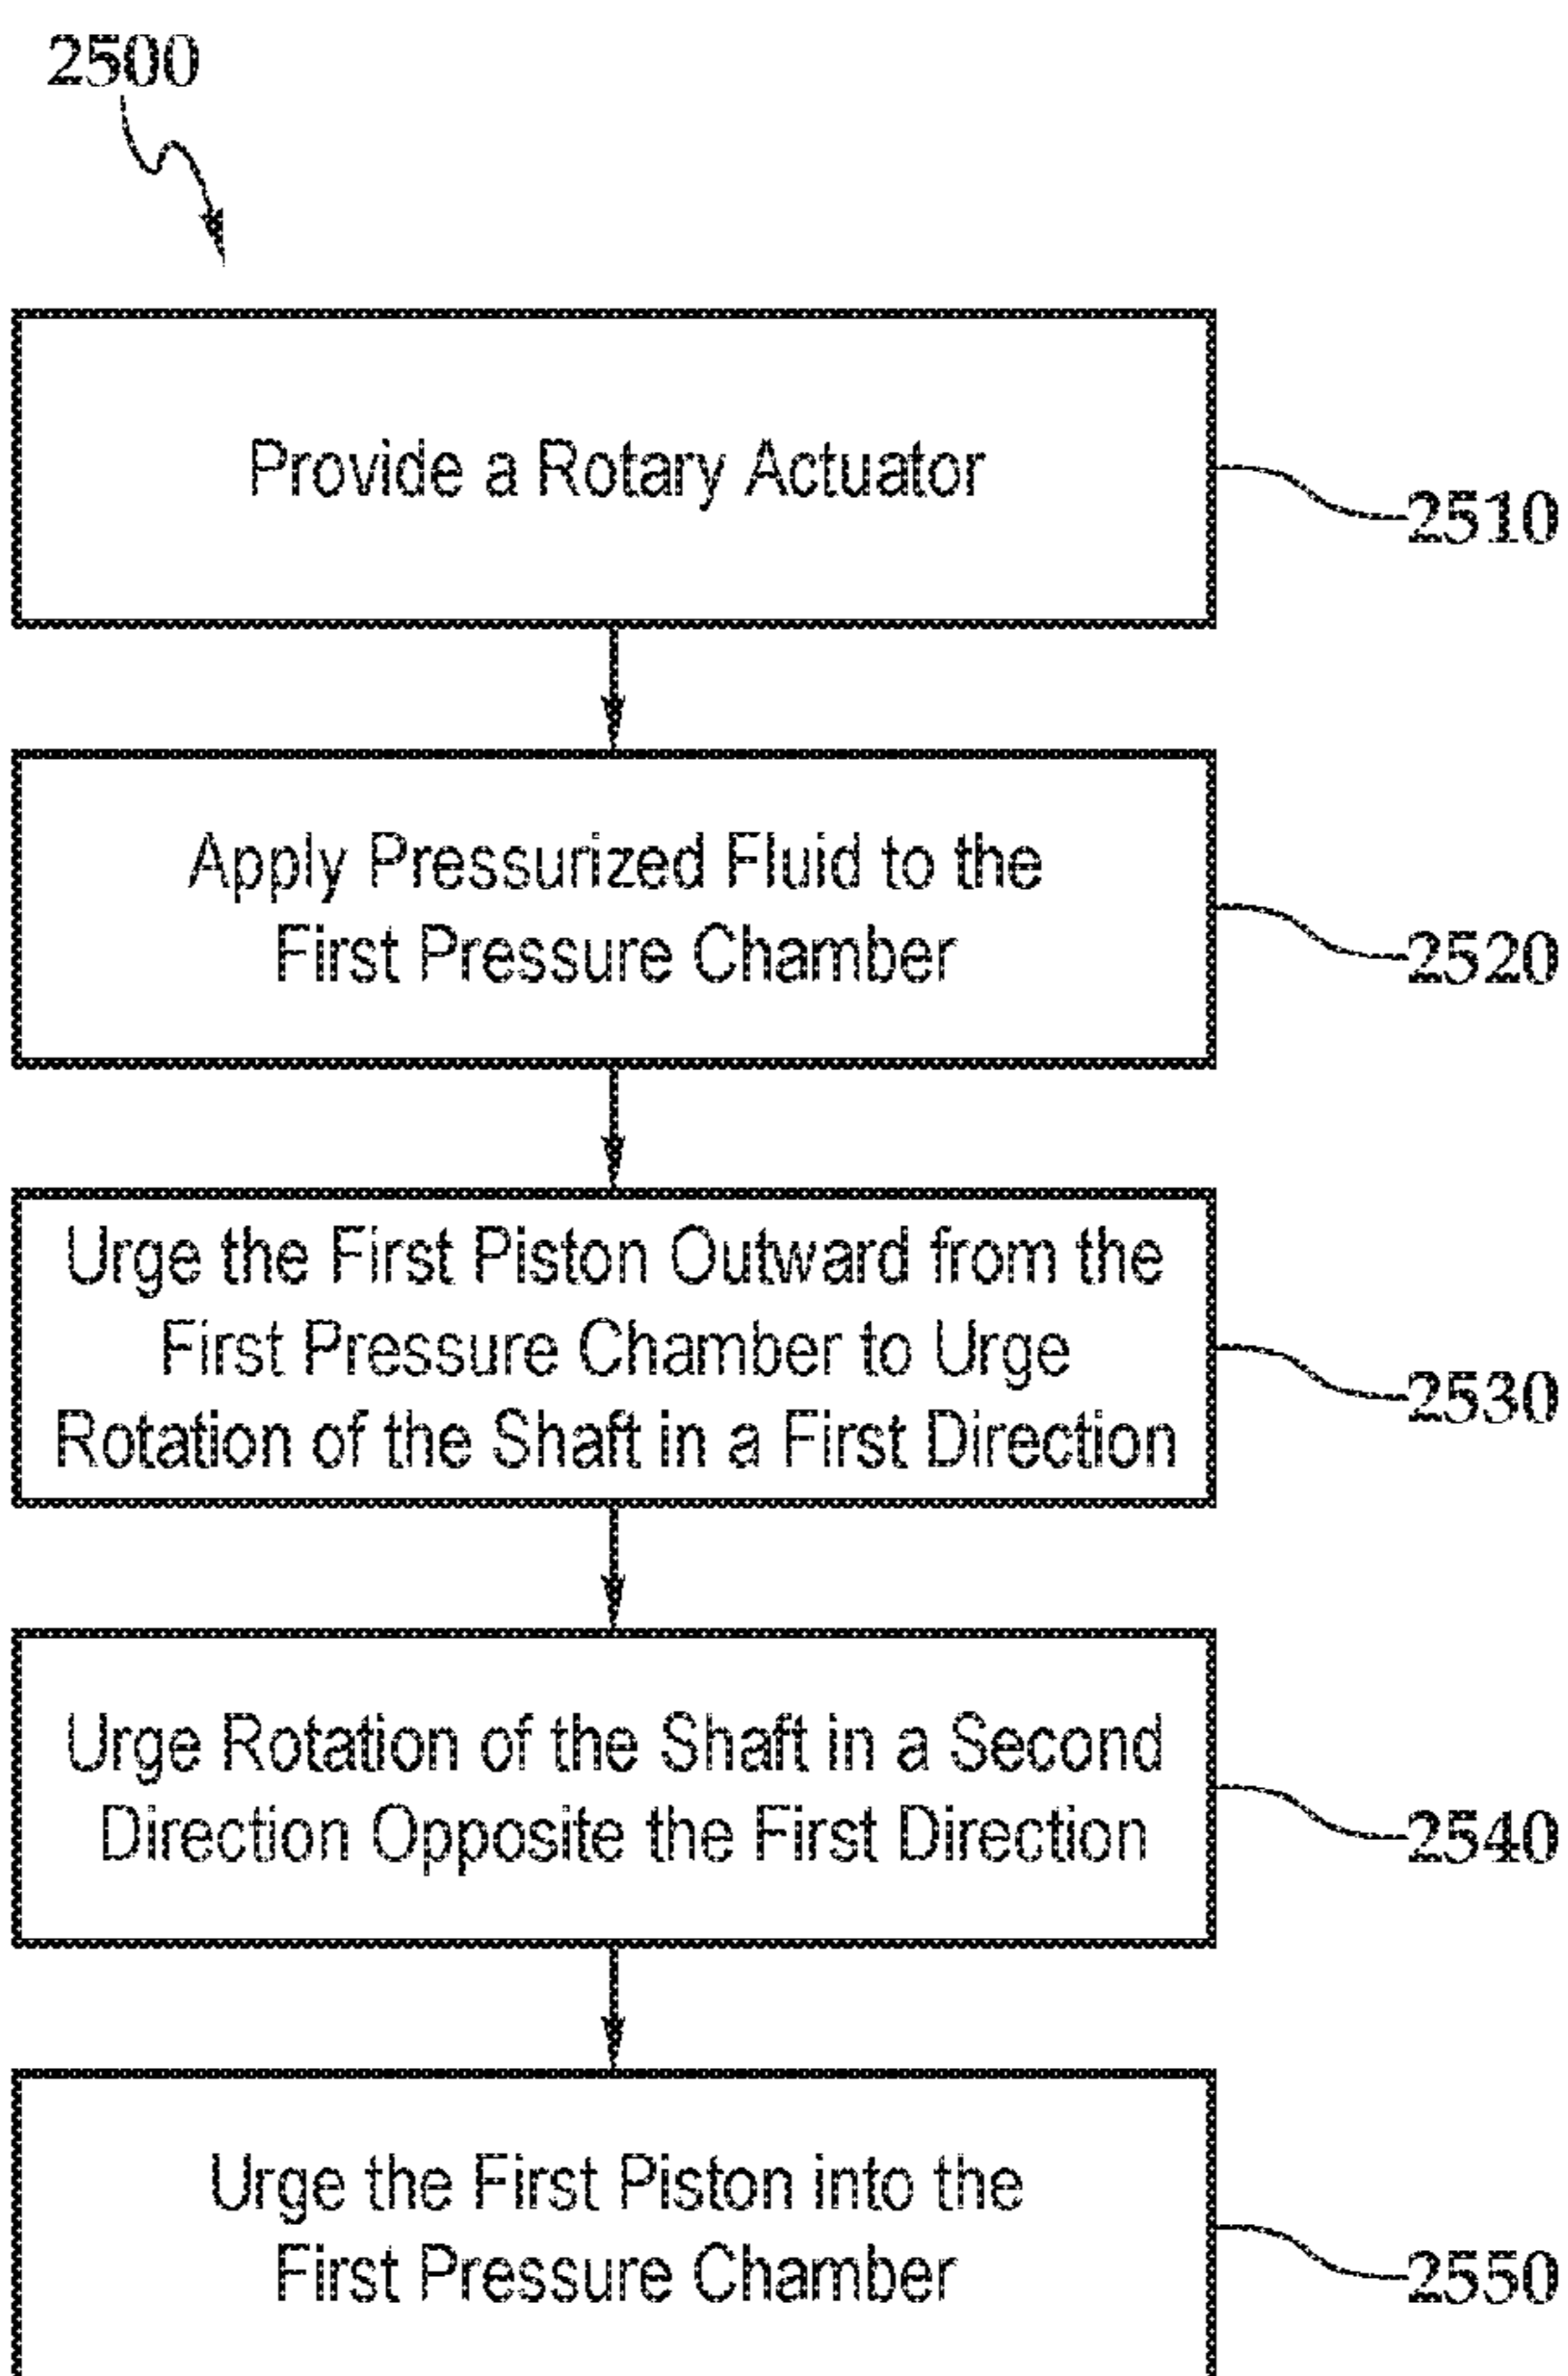 2500
Provide a Rotary Actuator
2510
Apply Pressurized Fluid to the
First Pressure Chamber
2520
Urge the First Piston Outward from the
First Pressure Chamber to Urge
Rotation of the Shaft in a First Direction
2530
Urge Rotation of the Shaft in a Second
Direction Opposite the First Direction
2540
Urge the First Piston into the
First Pressure Chamber
2550